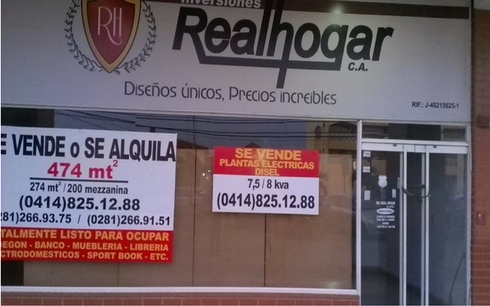 Inversiones
RH
Realhogar
C.A.
Diseños únicos, Precios increibles
RIF.: J-40215625-1
SE VENDE o SE ALQUILA
474 mt²
274 mt² / 200 mezzanina
(0414)825.12.88
(0281)266.93.75 / (0281)266.91.51
TOTALMENTE LISTO PARA OCUPAR
BODEGON - BANCO - MUEBLERIA - LIBRERIA
ELECTRODOMESTICOS - SPORT BOOK - ETC.
SE VENDE
PLANTAS ELECTRICAS
DISEL
7,5 / 8 kva
(0414)825.12.88